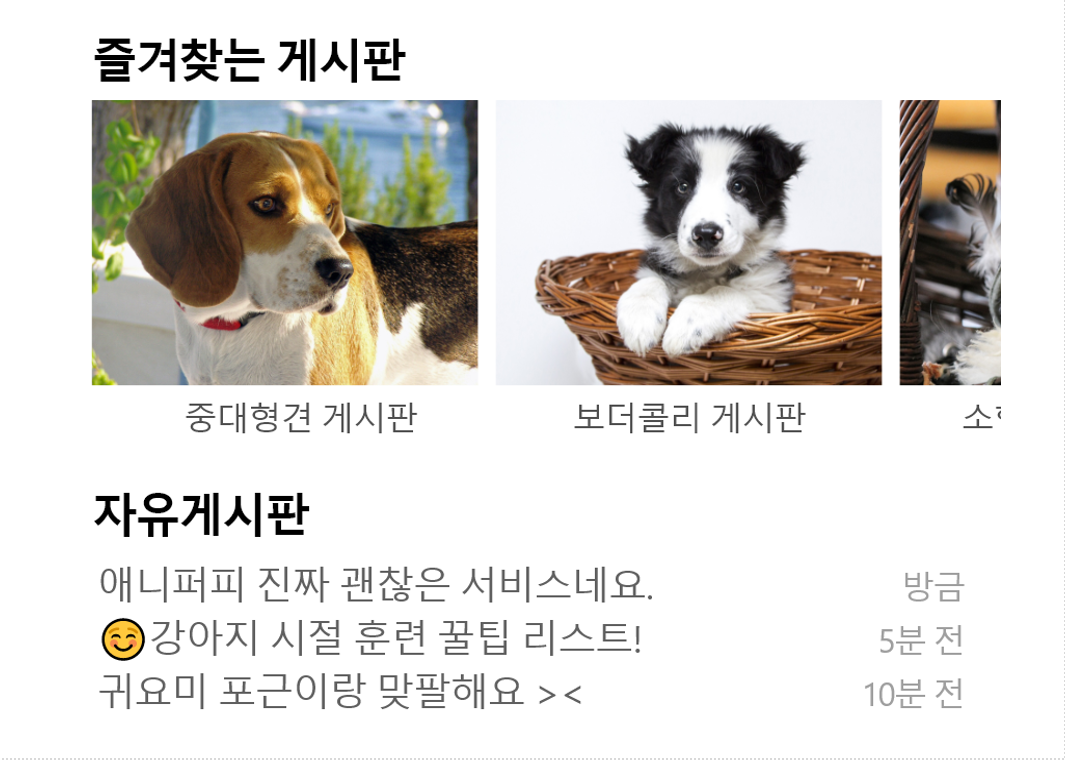 즐겨찾는 게시판
중대형견 게시판
보더콜리 게시판
소
자유게시판
애니퍼피 진짜 괜찮은 서비스네요.
방금
😊강아지 시절 훈련 꿀팁 리스트!
5분 전
귀요미 포근이랑 맞팔해요 ><
10분 전